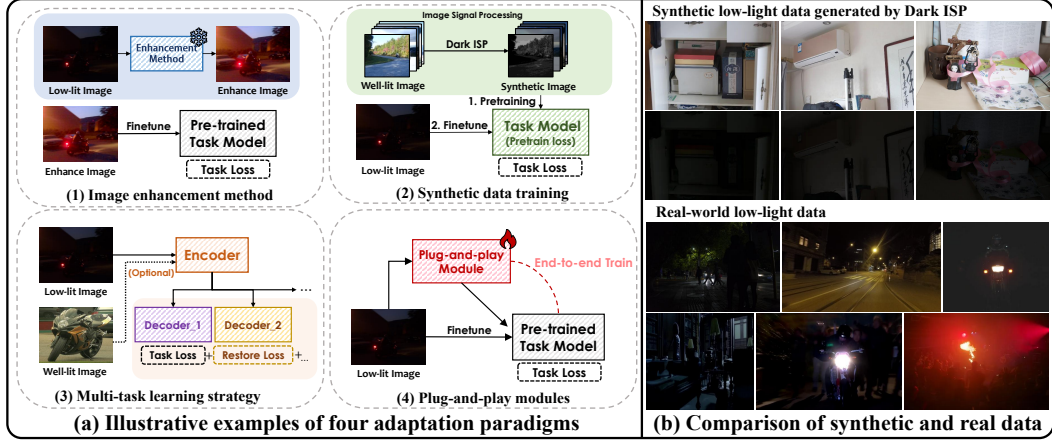 Enhancement
Method
Low-lit Image
Enhance Image
Finetune
Pre-trained
Task Model
Enhance Image
Task Loss
(1) Image enhancement method
Image Signal Processing
Dark ISP
Well-lit Image
Synthetic Image
1. Pretraining
2. Finetune
Task Model
(Pretrain loss)
Low-lit Image
Task Loss
(2) Synthetic data training
Encoder
(Optional)
Low-lit Image
...
Decoder_1
Decoder_2
Task Loss
+
Restore Loss
+...
Well-lit Image
(3) Multi-task learning strategy
Plug-and-play
Module
End-to-end Train
Finetune
Pre-trained
Task Model
Low-lit Image
Task Loss
(4) Plug-and-play modules
(a) Illustrative examples of four adaptation paradigms
Synthetic low-light data generated by Dark ISP
Real-world low-light data
(b) Comparison of synthetic and real data